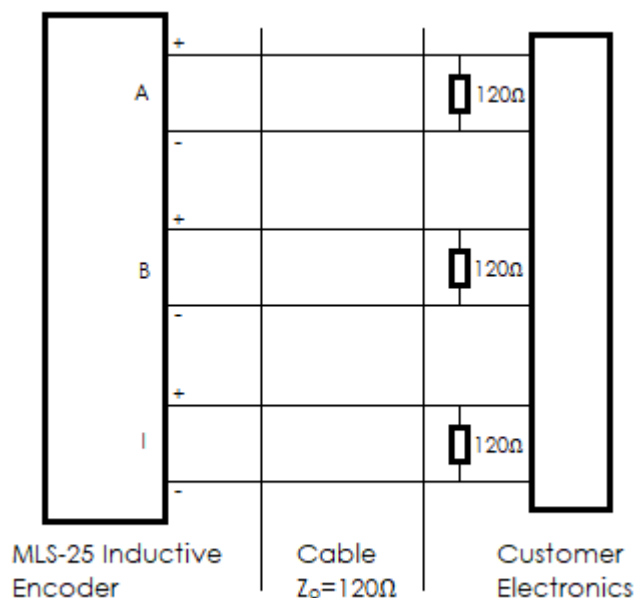 +
A
120Ω
-
+
B
120Ω
-
+
I
120Ω
-
MLS-25 Inductive
Encoder
Cable
Zo=120Ω
Customer
Electronics